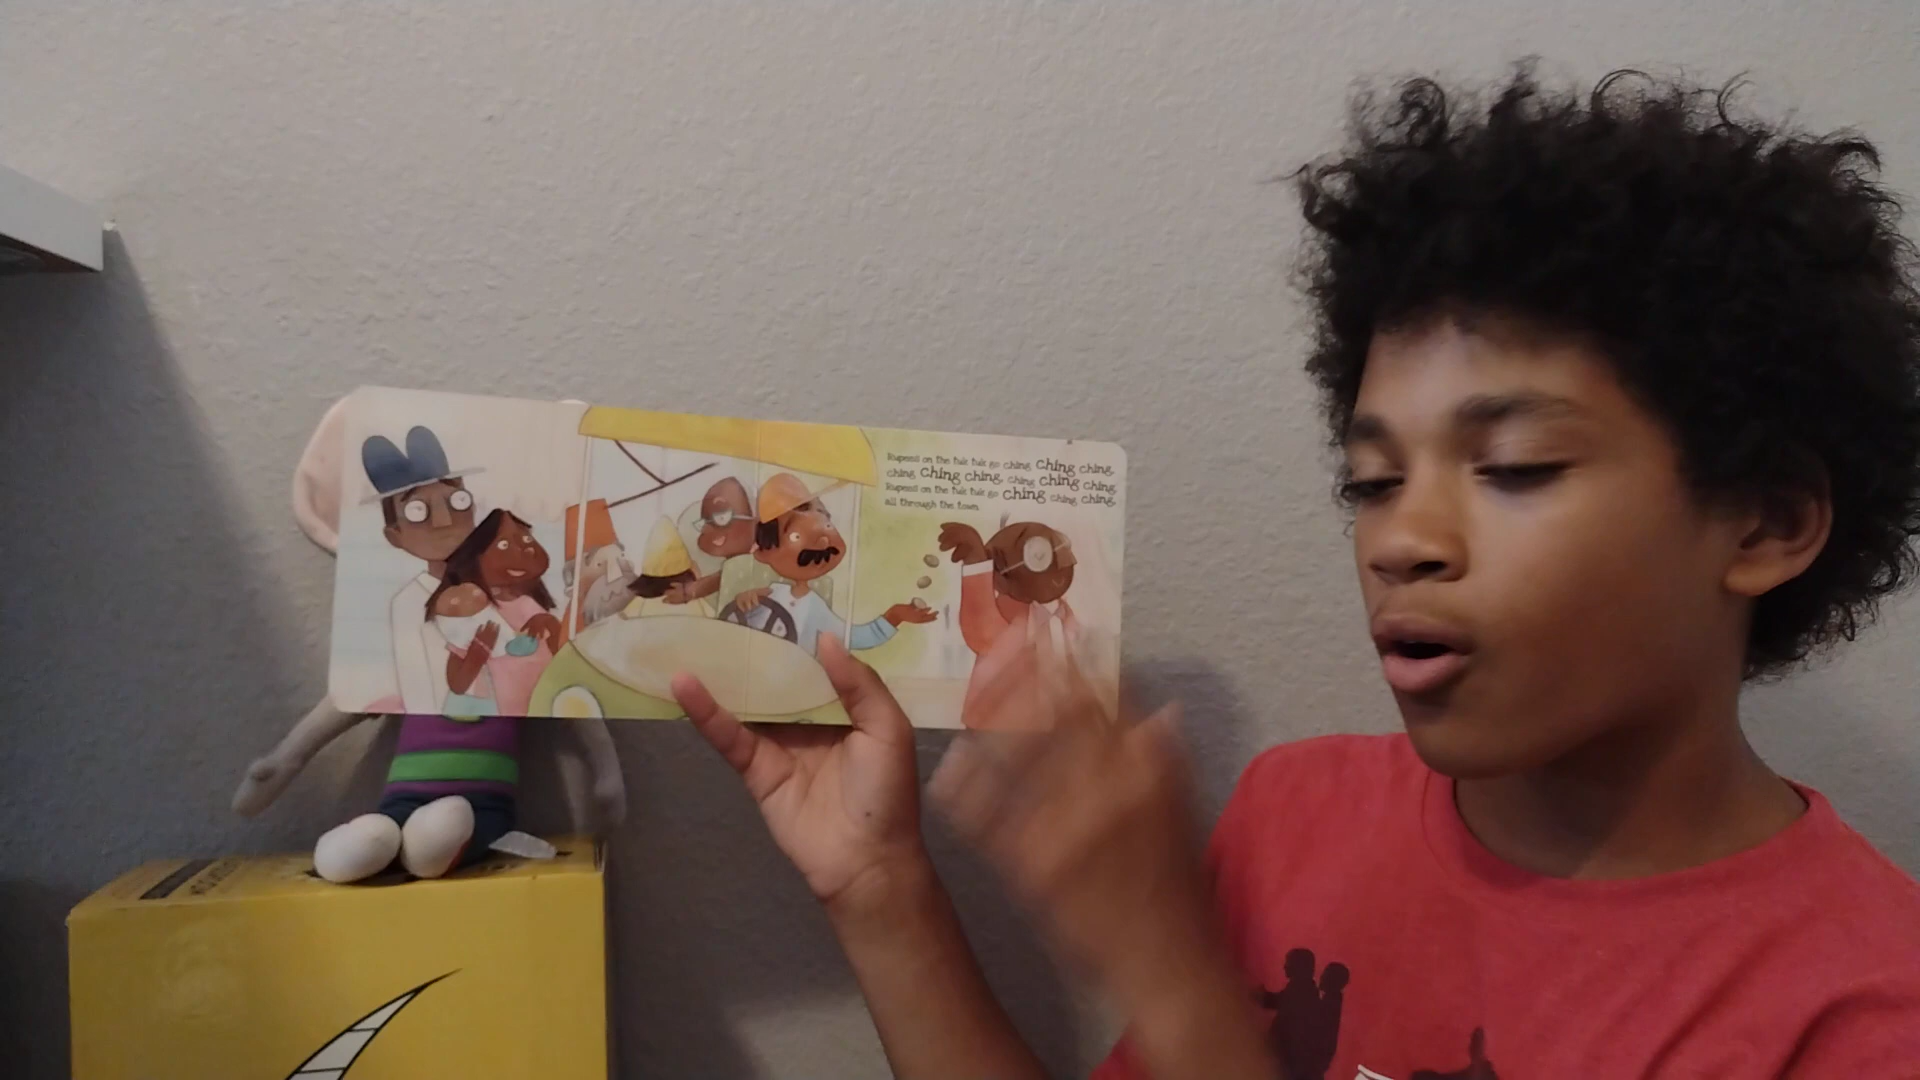 Rupees on the tuk tuk go ching ching ching,
ching ching ching, ching ching ching.
Rupees on the tuk tuk go ching ching ching,
all through the town.